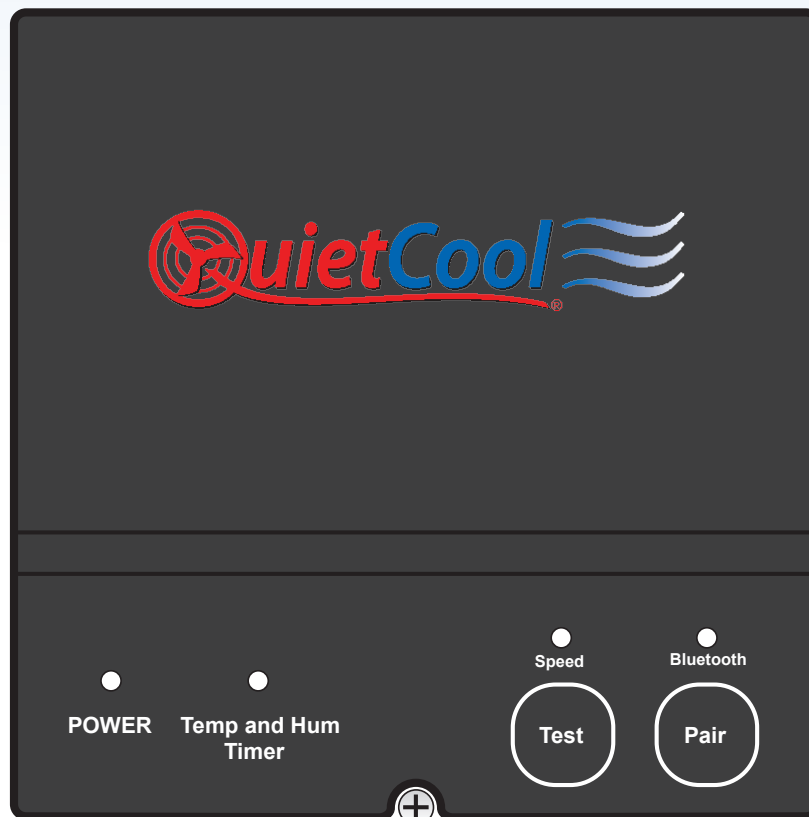 QuietCool®
Speed
Bluetooth
POWER
Temp and Hum
Timer
Test
Pair